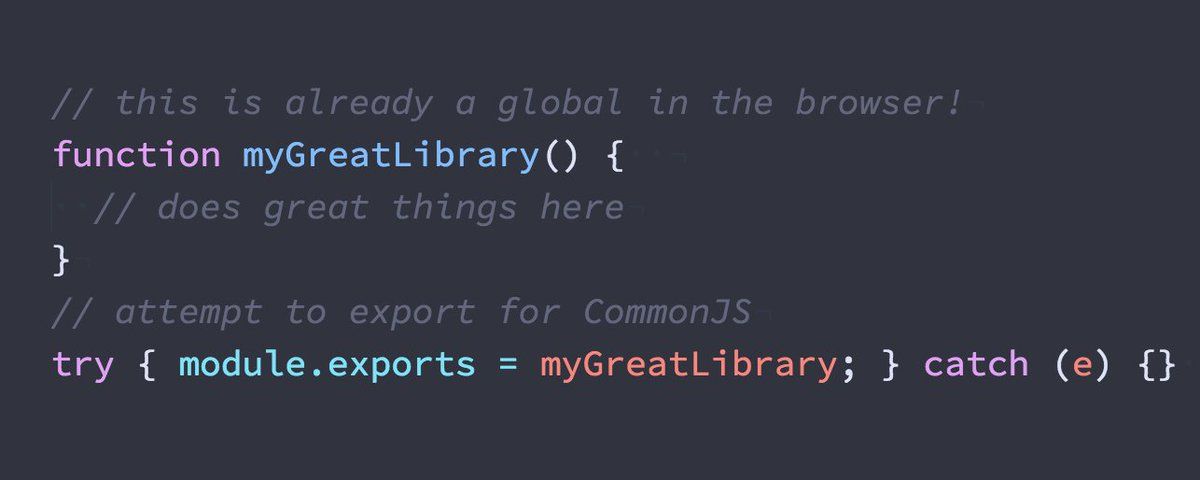 // this is already a global in the browser!
function myGreatLibrary() {
  // does great things here
}
// attempt to export for CommonJS
try { module.exports = myGreatLibrary; } catch (e) {}